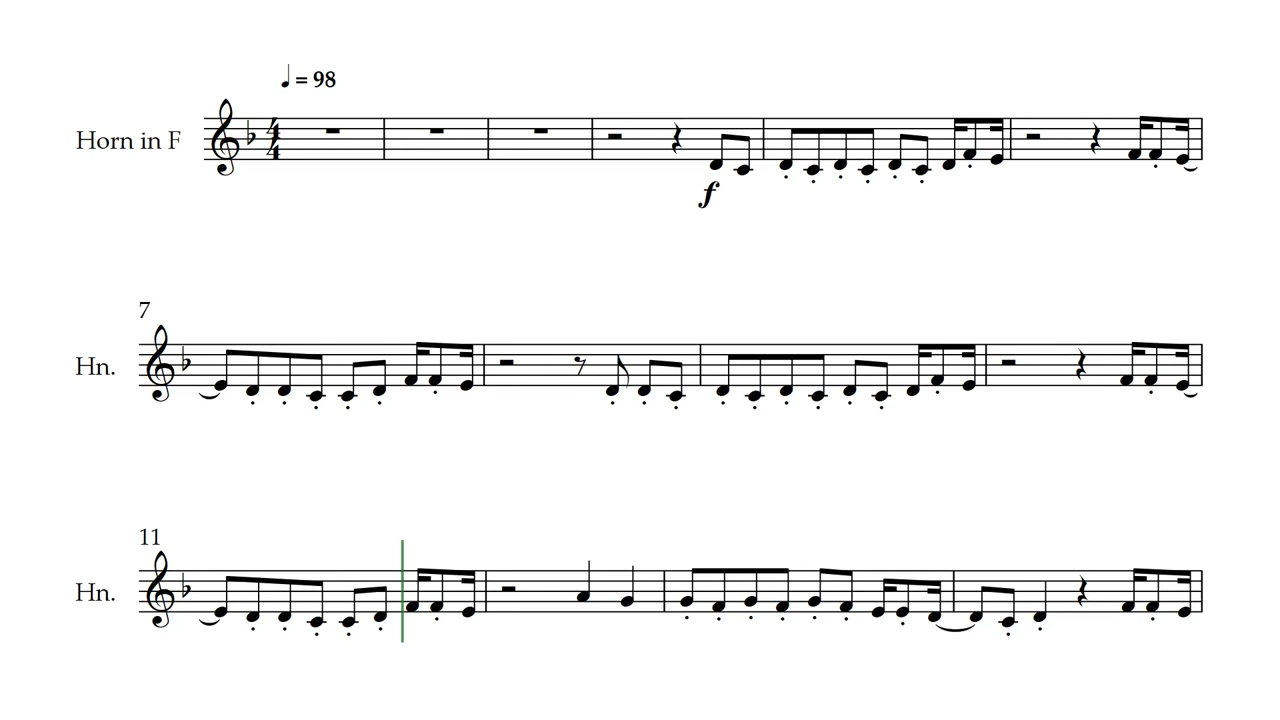 ♩ = 98
Horn in F
4/4
f
7
Hn.
11
Hn.